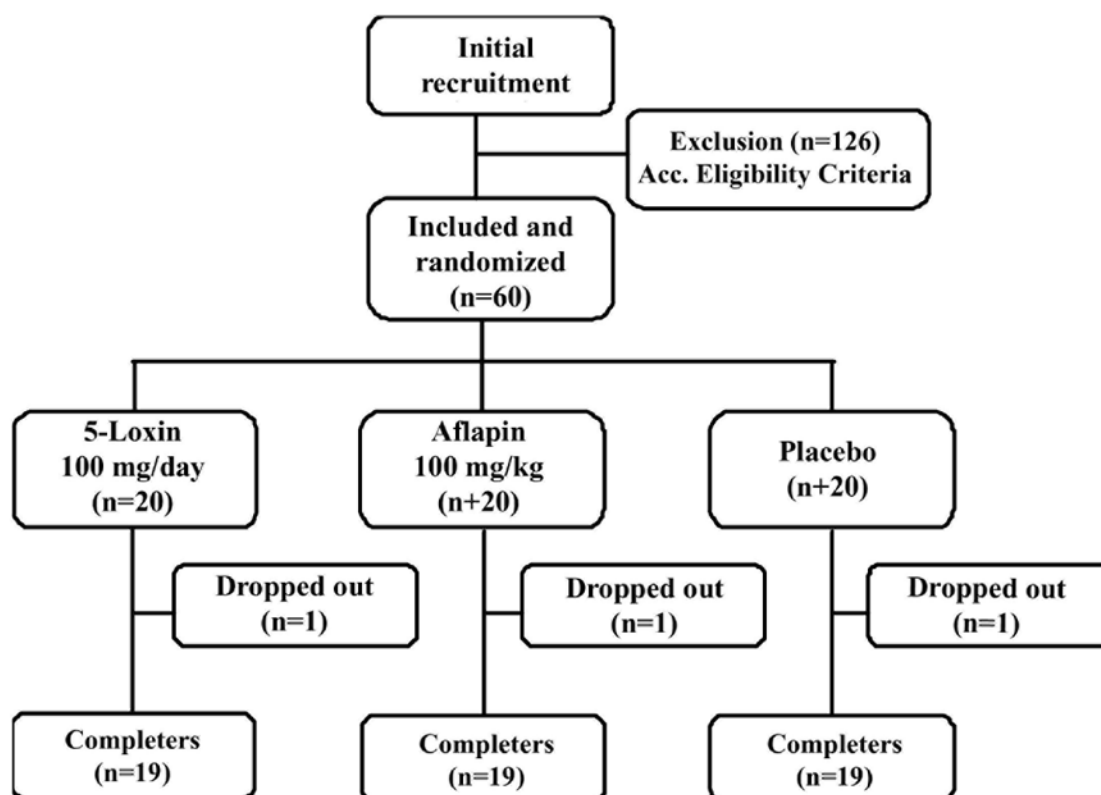 Initial
recruitment
Exclusion (n=126)
Acc. Eligibility Criteria
Included and
randomized
(n=60)
5-Loxin
100 mg/day
(n=20)
Aflapin
100 mg/kg
(n+20)
Placebo
(n+20)
Dropped out
(n=1)
Dropped out
(n=1)
Dropped out
(n=1)
Completers
(n=19)
Completers
(n=19)
Completers
(n=19)